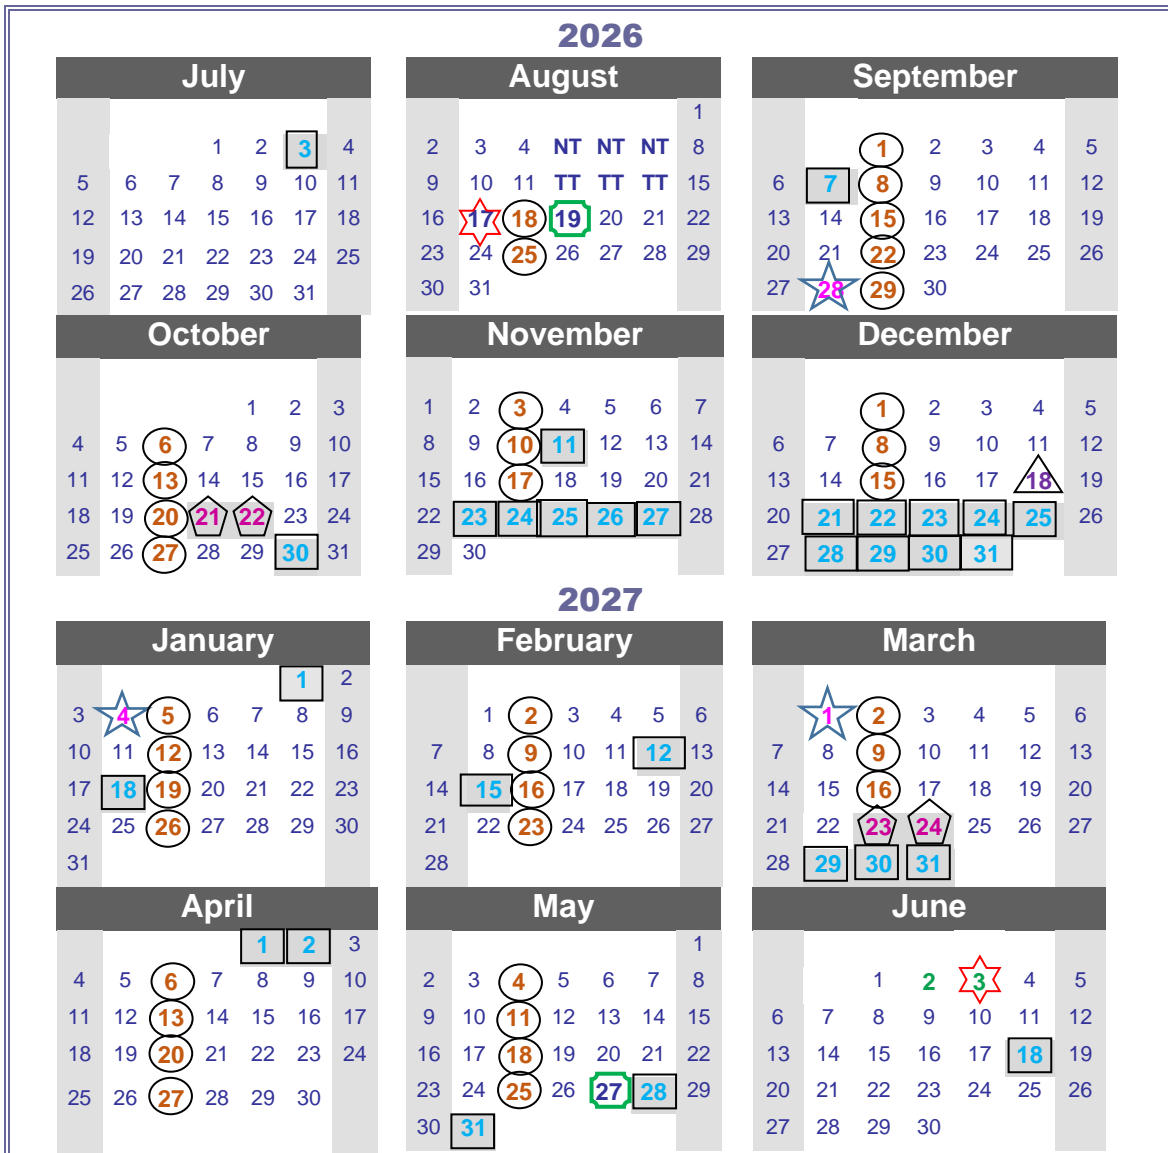 2026
July August September
1
1 2 3 4 2 3 4 NT NT NT 8 1 2 3 4 5
5 6 7 8 9 10 11 9 10 11 TT TT TT 15 6 7 8 9 10 11 12
12 13 14 15 16 17 18 16 17 18 19 20 21 22 13 14 15 16 17 18 19
19 20 21 22 23 24 25 23 24 25 26 27 28 29 20 21 22 23 24 25 26
26 27 28 29 30 31 30 31 27 28 29 30
October November December
1 2 3 1 2 3 4 5 6 7 1 2 3 4 5
4 5 6 7 8 9 10 8 9 10 11 12 13 14 6 7 8 9 10 11 12
11 12 13 14 15 16 17 15 16 17 18 19 20 21 13 14 15 16 17 18 19
18 19 20 21 22 23 24 22 23 24 25 26 27 28 20 21 22 23 24 25 26
25 26 27 28 29 30 31 29 30 27 28 29 30 31
2027
January February March
1 2
3 4 5 6 7 8 9 1 2 3 4 5 6 1 2 3 4 5 6
10 11 12 13 14 15 16 7 8 9 10 11 12 13 7 8 9 10 11 12 13
17 18 19 20 21 22 23 14 15 16 17 18 19 20 14 15 16 17 18 19 20
24 25 26 27 28 29 30 21 22 23 24 25 26 27 21 22 23 24 25 26 27
31 28 28 29 30 31
April May June
1 2 3 1
4 5 6 7 8 9 10 2 3 4 5 6 7 8 1 2 3 4 5
11 12 13 14 15 16 17 9 10 11 12 13 14 15 6 7 8 9 10 11 12
18 19 20 21 22 23 24 16 17 18 19 20 21 22 13 14 15 16 17 18 19
25 26 27 28 29 30 23 24 25 26 27 28 29 20 21 22 23 24 25 26
30 31 27 28 29 30